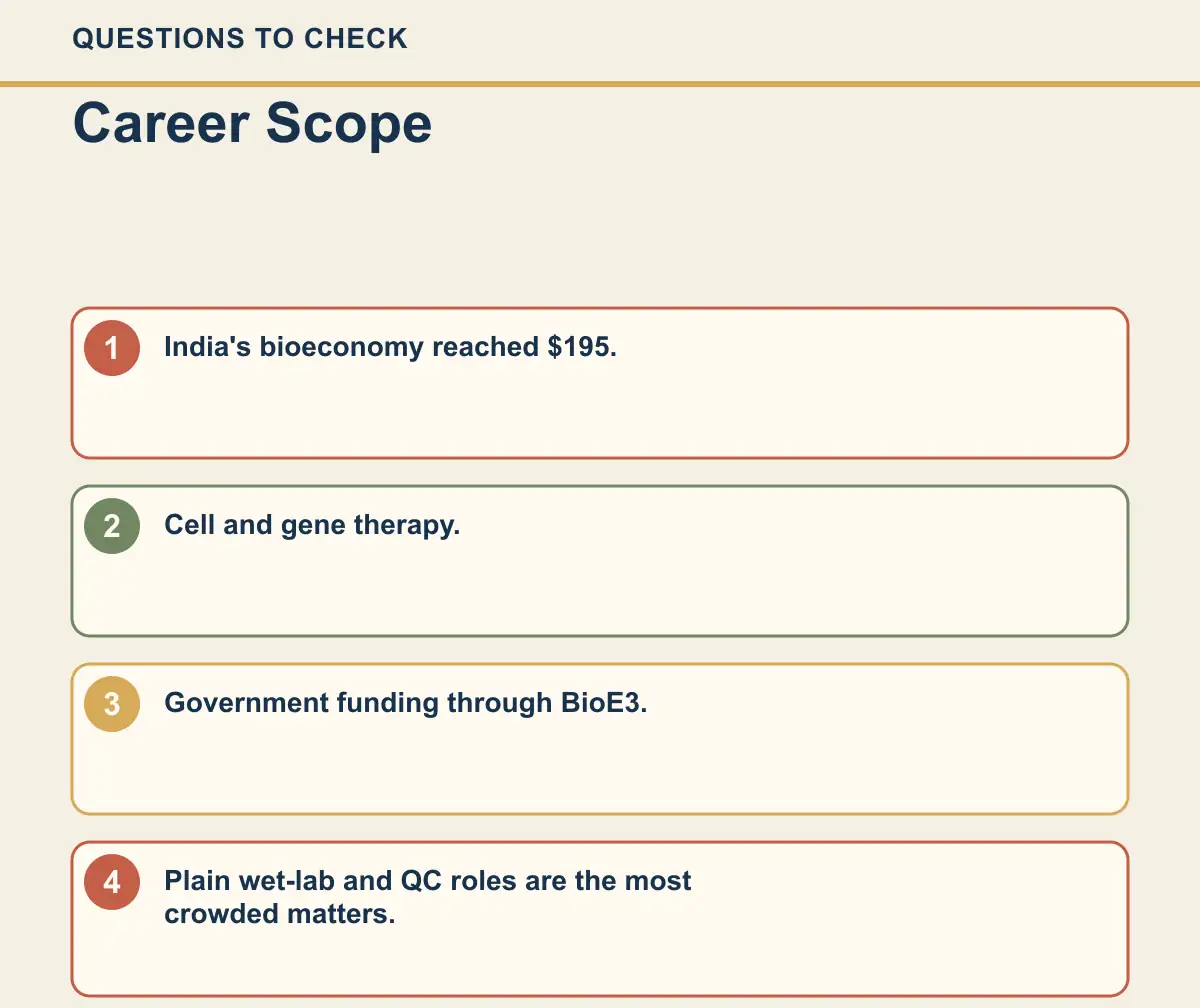 QUESTIONS TO CHECK
Career Scope
1
India's bioeconomy reached $195.
2
Cell and gene therapy.
3
Government funding through BioE3.
4
Plain wet-lab and QC roles are the most
crowded matters.